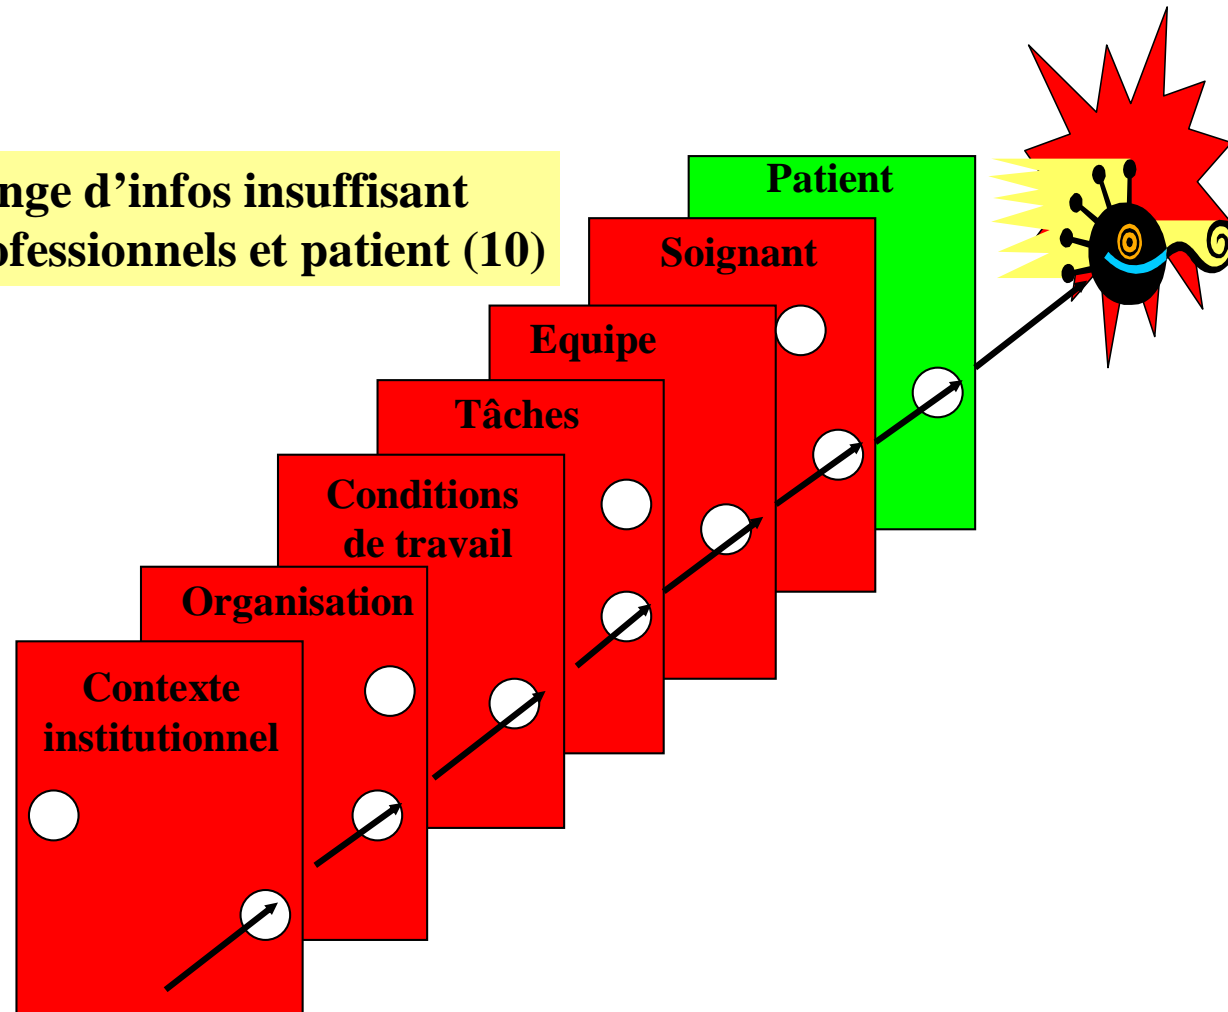 nge d’infos insuffisant
ofessionnels et patient (10)
Patient
Soignant
Equipe
Tâches
Conditions
de travail
Organisation
Contexte
institutionnel